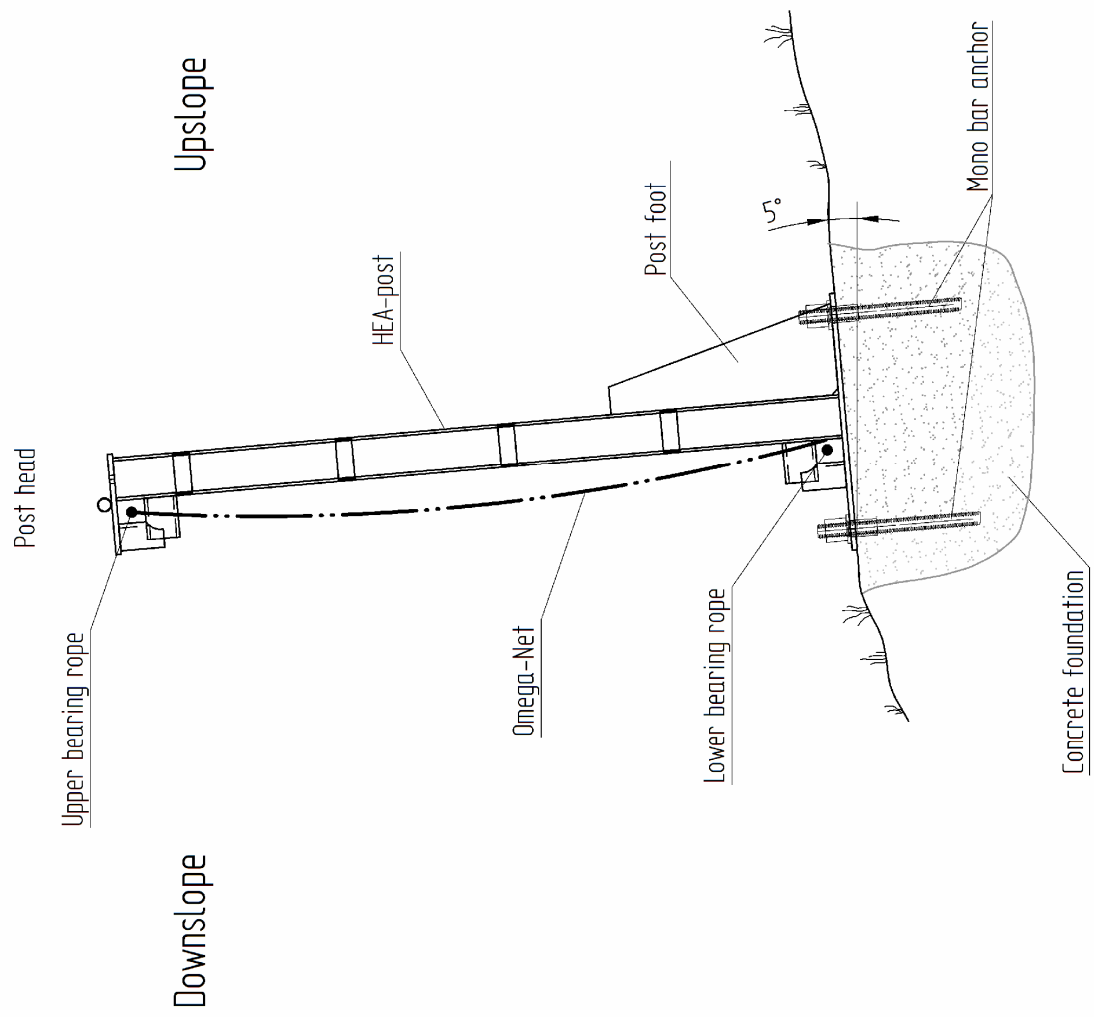 Post head
Upslope
Downslope
Upper bearing rope
HEA-post
Omega-Net
Post foot
Lower bearing rope
5°
Mono bar anchor
Concrete foundation